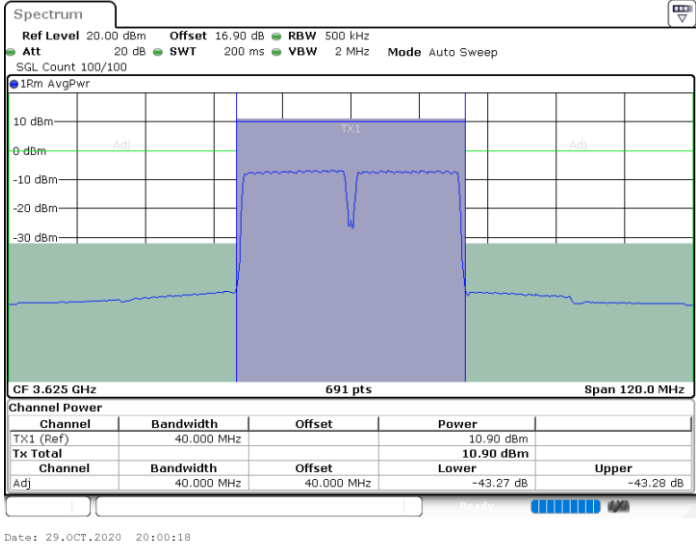 Spectrum
Ref Level 20.00 dBm Offset 16.90 dB RBW 500 kHz
Att 20 dB SWT 200 ms VBW 2 MHz Mode Auto Sweep
SGL Count 100/100
1Rm AvgPwr
10 dBm
TX1
Adj Adj
0 dBm
-10 dBm
-20 dBm
-30 dBm
CF 3.625 GHz 691 pts Span 120.0 MHz
Channel Power
Channel Bandwidth Offset Power
TX1 (Ref) 40.000 MHz 10.90 dBm
Tx Total 10.90 dBm
Channel Bandwidth Offset Lower Upper
Adj 40.000 MHz 40.000 MHz -43.27 dB -43.28 dB
Ready
Date: 29.OCT.2020 20:00:18